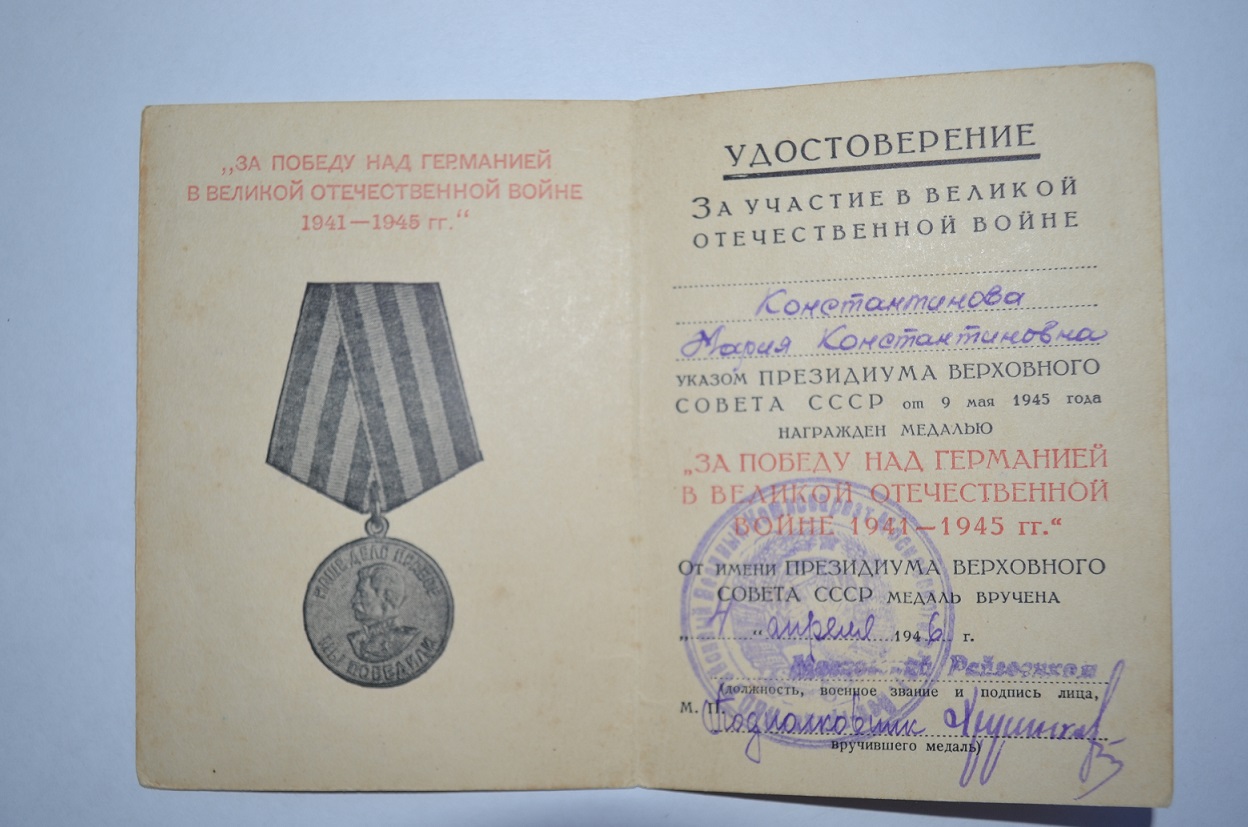 „ЗА ПОБЕДУ НАД ГЕРМАНИЕЙ
В ВЕЛИКОЙ ОТЕЧЕСТВЕННОЙ ВОЙНЕ
1941—1945 гг.“
НАШЕ ДЕЛО ПРАВОЕ
МЫ ПОБЕДИЛИ
УДОСТОВЕРЕНИЕ
ЗА УЧАСТИЕ В ВЕЛИКОЙ
ОТЕЧЕСТВЕННОЙ ВОЙНЕ
Константинова
Мария Константиновна
УКАЗОМ ПРЕЗИДИУМА ВЕРХОВНОГО
СОВЕТА СССР от 9 мая 1945 года
НАГРАЖДЕН МЕДАЛЬЮ
„ЗА ПОБЕДУ НАД ГЕРМАНИЕЙ
В ВЕЛИКОЙ ОТЕЧЕСТВЕННОЙ
ВОЙНЕ 1941—1945 гг.“
От имени ПРЕЗИДИУМА ВЕРХОВНОГО
СОВЕТА СССР МЕДАЛЬ ВРУЧЕНА
„4“ апреля 1946 г.
Райвоенком
(должность, военное звание и подпись лица,
М. П. Подполковник
вручившего медаль)